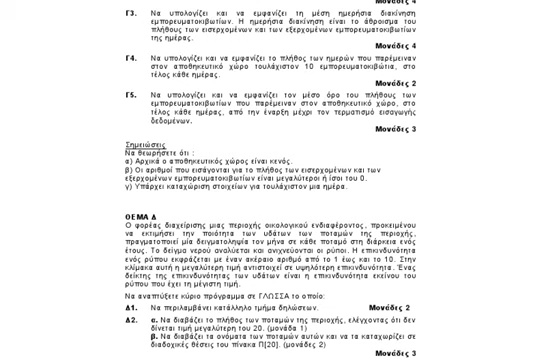 Μονάδες 4
Γ3. Να υπολογίζει και να εμφανίζει τη μέση ημερήσια διακίνηση
εμπορευματοκιβωτίων. Η ημερήσια διακίνηση είναι το άθροισμα του
πλήθους των εισερχομένων και των εξερχομένων εμπορευματοκιβωτίων
της ημέρας.
Μονάδες 4
Γ4. Να υπολογίζει και να εμφανίζει το πλήθος των ημερών που παρέμειναν
στον αποθηκευτικό χώρο τουλάχιστον 10 εμπορευματοκιβώτια, στο
τέλος κάθε ημέρας.
Μονάδες 2
Γ5. Να υπολογίζει και να εμφανίζει τον μέσο όρο του πλήθους των
εμπορευματοκιβωτίων που παρέμειναν στον αποθηκευτικό χώρο, στο
τέλος κάθε ημέρας, από την έναρξη μέχρι τον τερματισμό εισαγωγής
δεδομένων.
Μονάδες 3
Σημειώσεις
Να θεωρήσετε ότι :
α) Αρχικά ο αποθηκευτικός χώρος είναι κενός.
β) Οι αριθμοί που εισάγονται για το πλήθος των εισερχομένων και των
εξερχομένων εμπορευματοκιβωτίων είναι μεγαλύτεροι ή ίσοι του 0.
γ) Υπάρχει καταχώριση στοιχείων για τουλάχιστον μια ημέρα.
ΘΕΜΑ Δ
Ο φορέας διαχείρισης μιας περιοχής οικολογικού ενδιαφέροντος, προκειμένου
να εκτιμήσει την ποιότητα των υδάτων των ποταμών της περιοχής,
πραγματοποιεί μία δειγματοληψία τον μήνα σε κάθε ποταμό στη διάρκεια ενός
έτους. Το δείγμα νερού αναλύεται και ανιχνεύονται οι ρύποι. Η επικινδυνότητα
ενός ρύπου εκφράζεται με έναν ακέραιο αριθμό από το 1 έως και το 10. Στην
κλίμακα αυτή η μεγαλύτερη τιμή αντιστοιχεί σε υψηλότερη επικινδυνότητα. Ένας
δείκτης της επικινδυνότητας των υδάτων είναι η επικινδυνότητα εκείνου του
ρύπου που έχει τη μέγιστη τιμή.
Να αναπτύξετε κύριο πρόγραμμα σε ΓΛΩΣΣΑ το οποίο:
Δ1. Να περιλαμβάνει κατάλληλο τμήμα δηλώσεων. Μονάδες 2
Δ2. α. Να διαβάζει το πλήθος των ποταμών της περιοχής, ελέγχοντας ότι δεν
δίνεται τιμή μεγαλύτερη του 20. (μονάδα 1)
β. Να διαβάζει τα ονόματα των ποταμών αυτών και να τα καταχωρίζει σε
διαδοχικές θέσεις του πίνακα Π[20]. (μονάδες 2)
Μονάδες 3